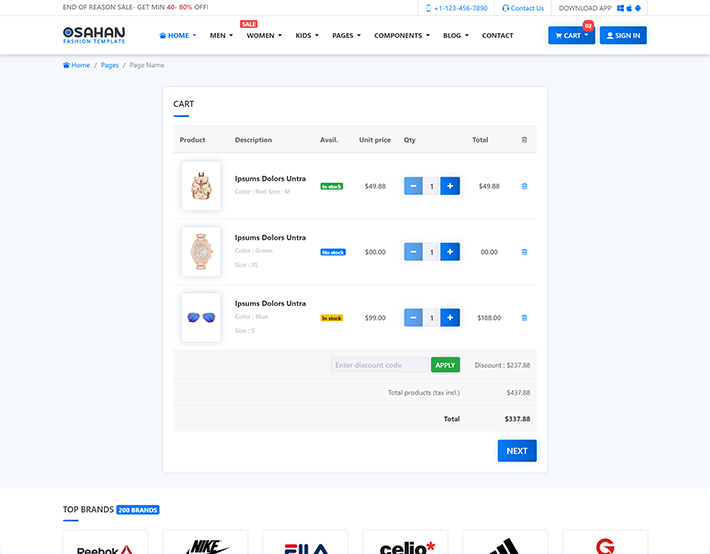 END OF REASON SALE- GET MIN 40- 80% OFF!
+1-123-456-7890
Contact Us
DOWNLOAD APP
OSAHAN
FASHION TEMPLATE
HOME
MEN
SALE
WOMEN
KIDS
PAGES
COMPONENTS
BLOG
CONTACT
CART
02
SIGN IN
Home / Pages / Page Name
CART
Product Description Avail. Unit price Qty Total
Ipsums Dolors Untra
Color : Red Size : M
In stock $49.88 − 1 + $49.88
Ipsums Dolors Untra
Color : Green
Size : XL
No stock $00.00 − 1 + 00.00
Ipsums Dolors Untra
Color : Blue
Size : S
In stock $99.00 − 1 + $188.00
Enter discount code APPLY Discount : $237.88
Total products (tax incl.) $437.88
Total $337.88
NEXT
TOP BRANDS 200 BRANDS
Reebok
NIKE
FILA
celio*
G